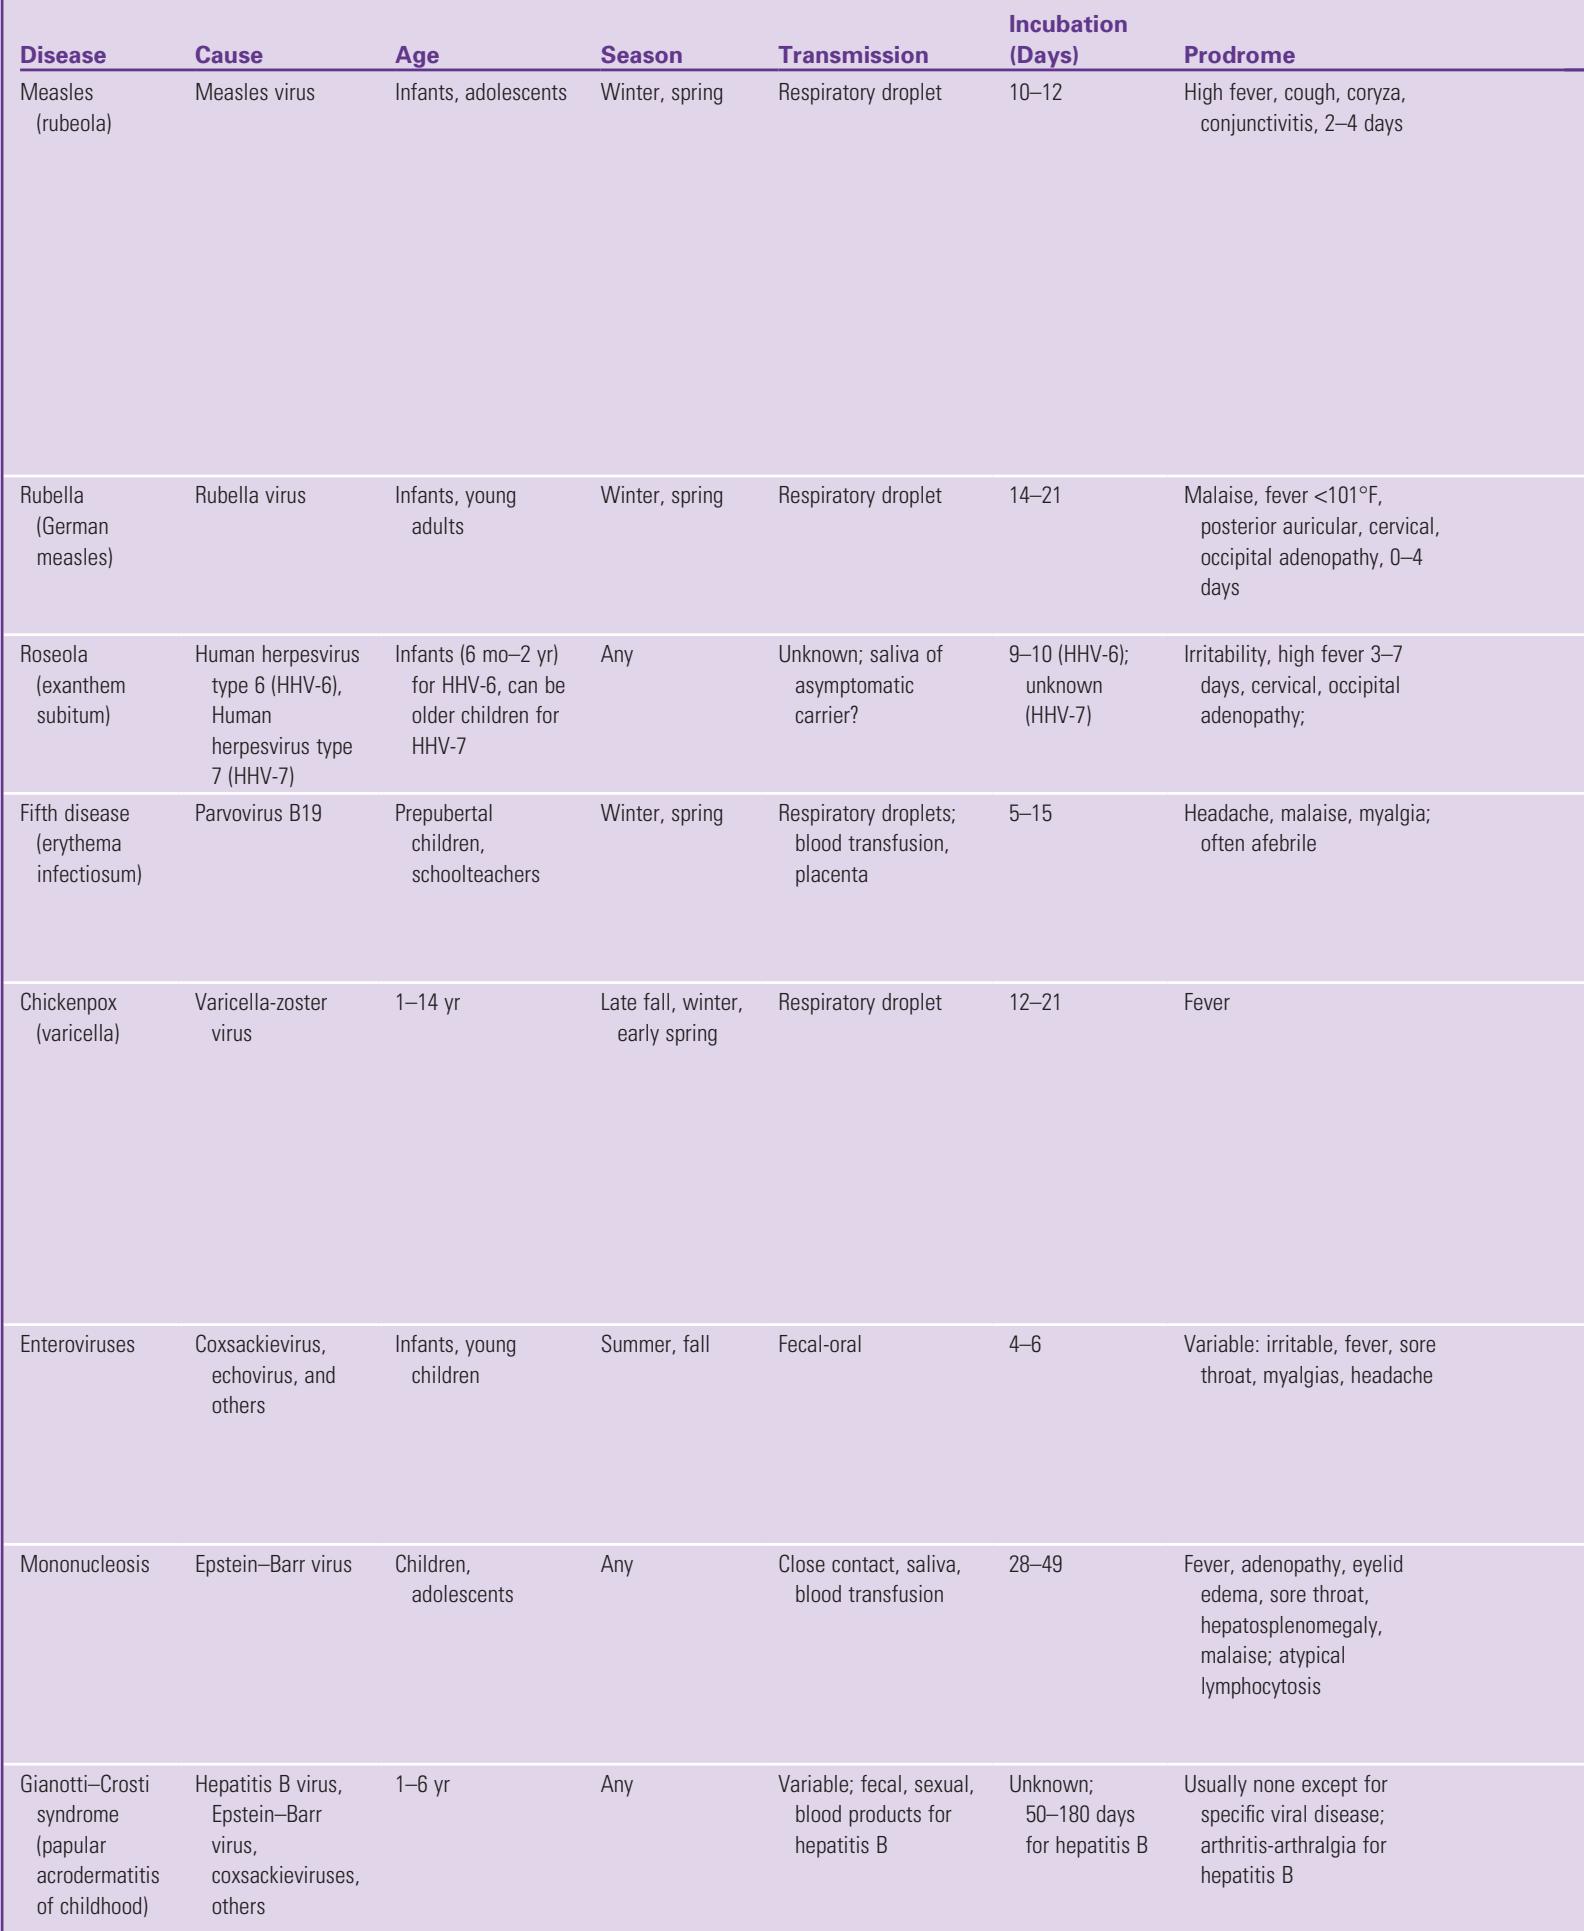 Disease Cause Age Season Transmission Incubation (Days) Prodrome
Measles (rubeola)
Measles virus
Infants, adolescents
Winter, spring
Respiratory droplet
10–12
High fever, cough, coryza,
conjunctivitis, 2–4 days
Rubella
(German
measles)
Rubella virus
Infants, young
adults
Winter, spring
Respiratory droplet
14–21
Malaise, fever <101°F,
posterior auricular, cervical,
occipital adenopathy, 0–4
days
Roseola
(exanthem
subitum)
Human herpesvirus
type 6 (HHV-6),
Human
herpesvirus type
7 (HHV-7)
Infants (6 mo–2 yr)
for HHV-6, can be
older children for
HHV-7
Any
Unknown; saliva of
asymptomatic
carrier?
9–10 (HHV-6);
unknown
(HHV-7)
Irritability, high fever 3–7
days, cervical, occipital
adenopathy;
Fifth disease
(erythema
infectiosum)
Parvovirus B19
Prepubertal
children,
schoolteachers
Winter, spring
Respiratory droplets;
blood transfusion,
placenta
5–15
Headache, malaise, myalgia;
often afebrile
Chickenpox
(varicella)
Varicella-zoster
virus
1–14 yr
Late fall, winter,
early spring
Respiratory droplet
12–21
Fever
Enteroviruses
Coxsackievirus,
echovirus, and
others
Infants, young
children
Summer, fall
Fecal-oral
4–6
Variable: irritable, fever, sore
throat, myalgias, headache
Mononucleosis
Epstein–Barr virus
Children,
adolescents
Any
Close contact, saliva,
blood transfusion
28–49
Fever, adenopathy, eyelid
edema, sore throat,
hepatosplenomegaly,
malaise; atypical
lymphocytosis
Gianotti–Crosti
syndrome
(papular
acrodermatitis
of childhood)
Hepatitis B virus,
Epstein–Barr
virus,
coxsackieviruses,
others
1–6 yr
Any
Variable; fecal, sexual,
blood products for
hepatitis B
Unknown;
50–180 days
for hepatitis B
Usually none except for
specific viral disease;
arthritis-arthralgia for
hepatitis B